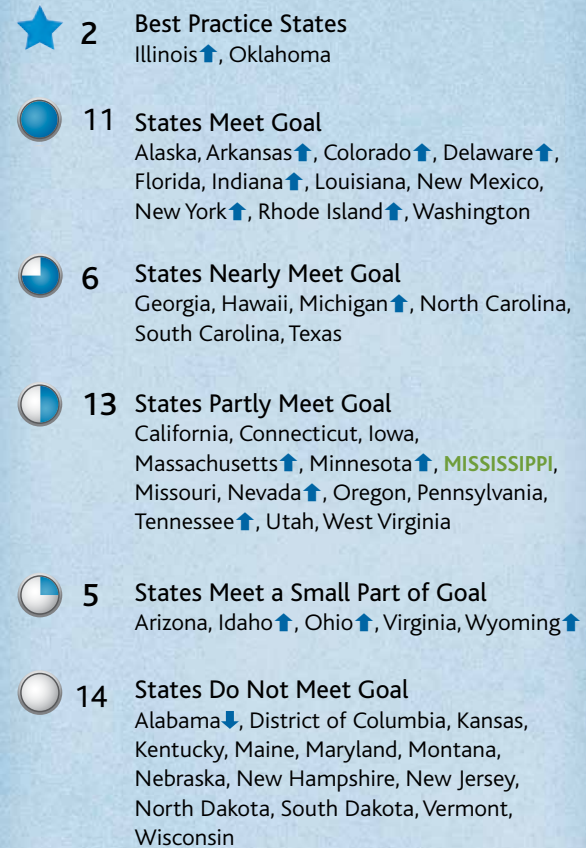 2 Best Practice States
Illinois⬆, Oklahoma
11 States Meet Goal
Alaska, Arkansas⬆, Colorado⬆, Delaware⬆,
Florida, Indiana⬆, Louisiana, New Mexico,
New York⬆, Rhode Island⬆, Washington
6 States Nearly Meet Goal
Georgia, Hawaii, Michigan⬆, North Carolina,
South Carolina, Texas
13 States Partly Meet Goal
California, Connecticut, Iowa,
Massachusetts⬆, Minnesota⬆, MISSISSIPPI,
Missouri, Nevada⬆, Oregon, Pennsylvania,
Tennessee⬆, Utah, West Virginia
5 States Meet a Small Part of Goal
Arizona, Idaho⬆, Ohio⬆, Virginia, Wyoming⬆
14 States Do Not Meet Goal
Alabama⬇, District of Columbia, Kansas,
Kentucky, Maine, Maryland, Montana,
Nebraska, New Hampshire, New Jersey,
North Dakota, South Dakota, Vermont,
Wisconsin